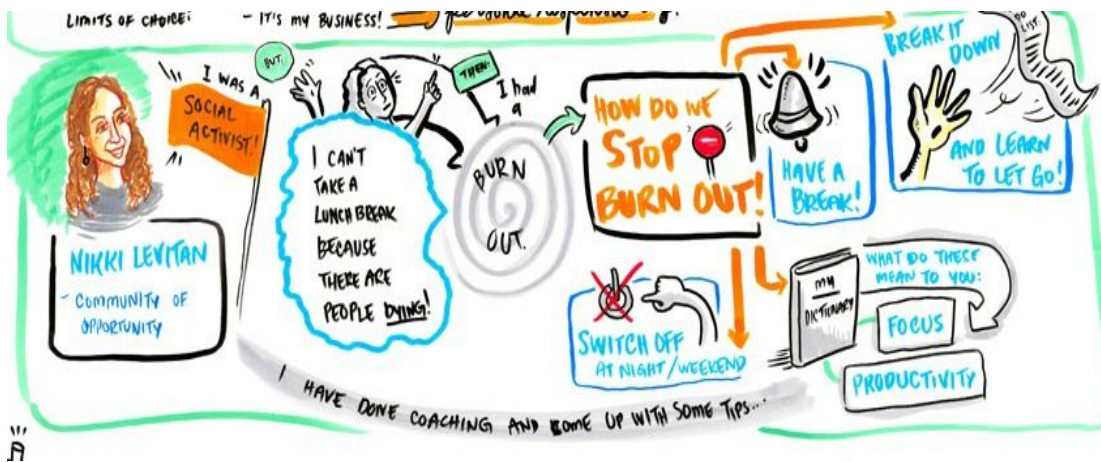 LIMITS OF CHOICE:
- IT'S MY BUSINESS!
NIKKI LEVITAN
- COMMUNITY OF
OPPORTUNITY
I WAS A
SOCIAL
ACTIVIST!
BUT:
I CAN'T
TAKE A
LUNCH BREAK
BECAUSE
THERE ARE
PEOPLE DYING!
THEN:
I had
a
BURN
OUT.
HOW DO WE
STOP
BURN OUT!
HAVE A
BREAK!
BREAK IT
DOWN
DO
LIST.
AND LEARN
TO LET GO!
SWITCH OFF
AT NIGHT/WEEKEND
MY
DICTIONARY
WHAT DO THESE
MEAN TO YOU:
FOCUS
PRODUCTIVITY
I HAVE DONE COACHING AND COME UP WITH SOME TIPS...